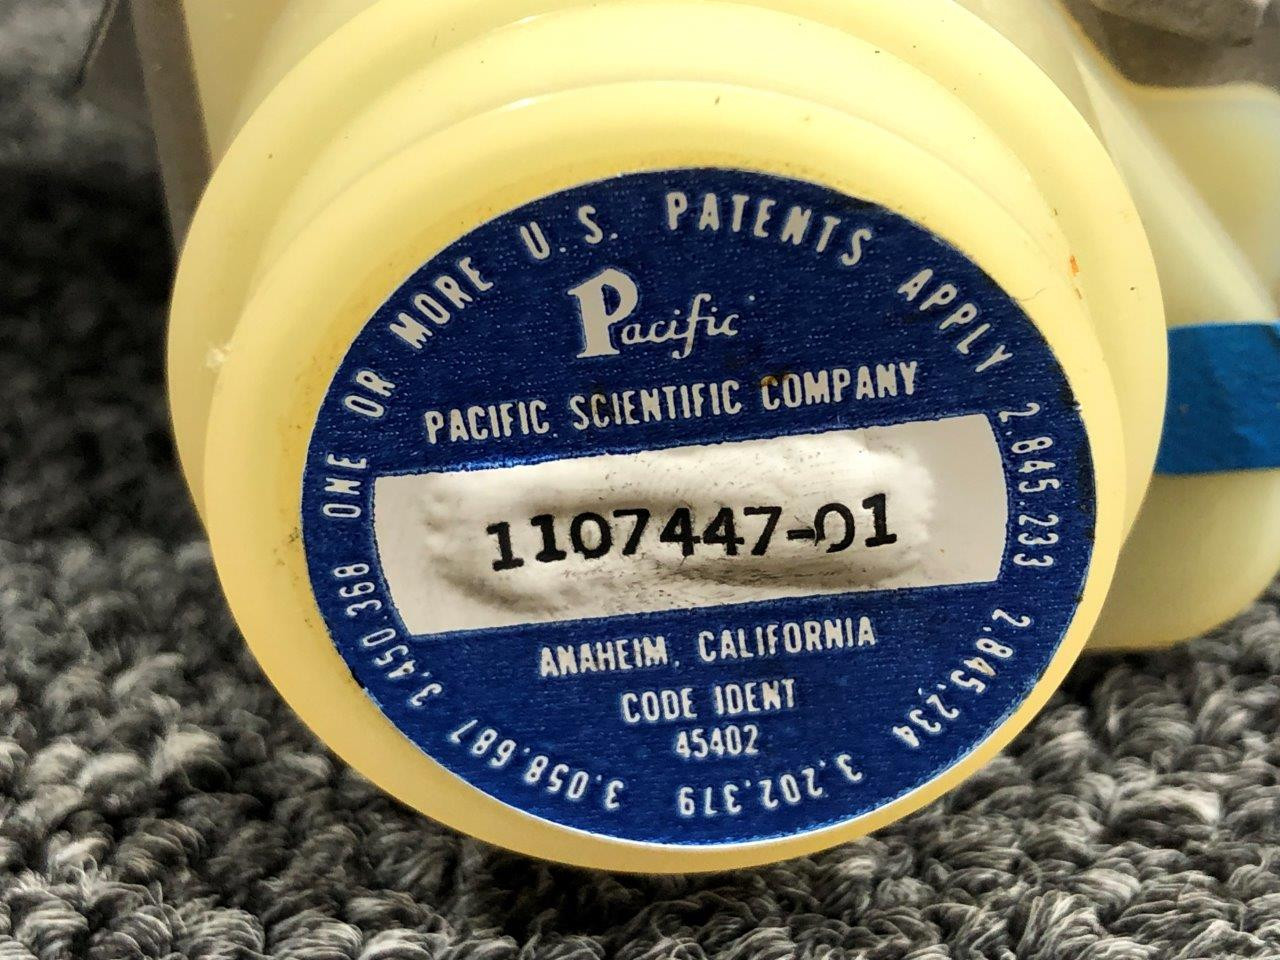 ONE OR MORE U.S. PATENTS APPLY
2,845,233 2,845,234 3,202,379 3,058,687 3,450,368
Pacific
PACIFIC SCIENTIFIC COMPANY
1107447-01
ANAHEIM, CALIFORNIA
CODE IDENT
45402